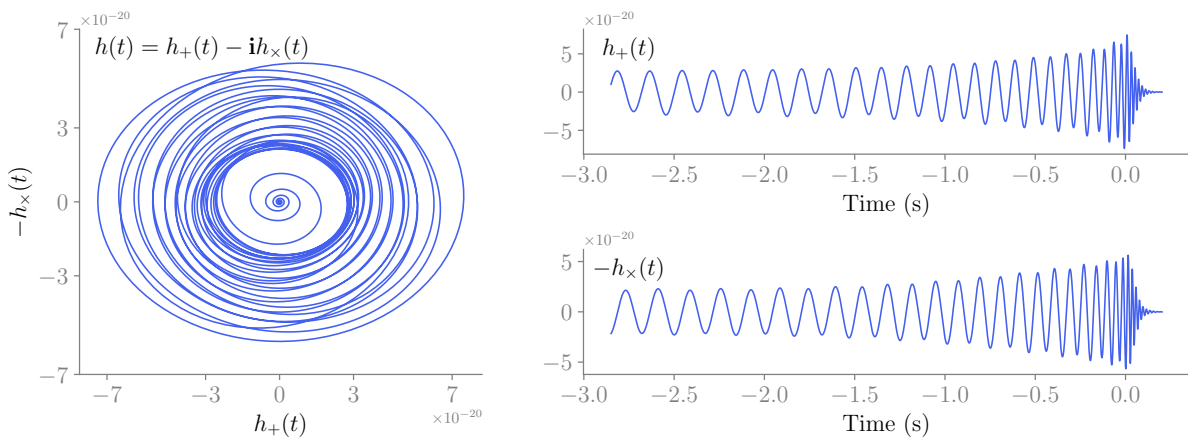 ×10⁻²⁰
7
h(t) = h₊(t) − 𝐢h×(t)
3
0
−3
−7
−h×(t)
−7 −3 0 3 7
×10⁻²⁰
h₊(t)
×10⁻²⁰
h₊(t)
5
0
−5
−3.0 −2.5 −2.0 −1.5 −1.0 −0.5 0.0
Time (s)
×10⁻²⁰
−h×(t)
5
0
−5
−3.0 −2.5 −2.0 −1.5 −1.0 −0.5 0.0
Time (s)